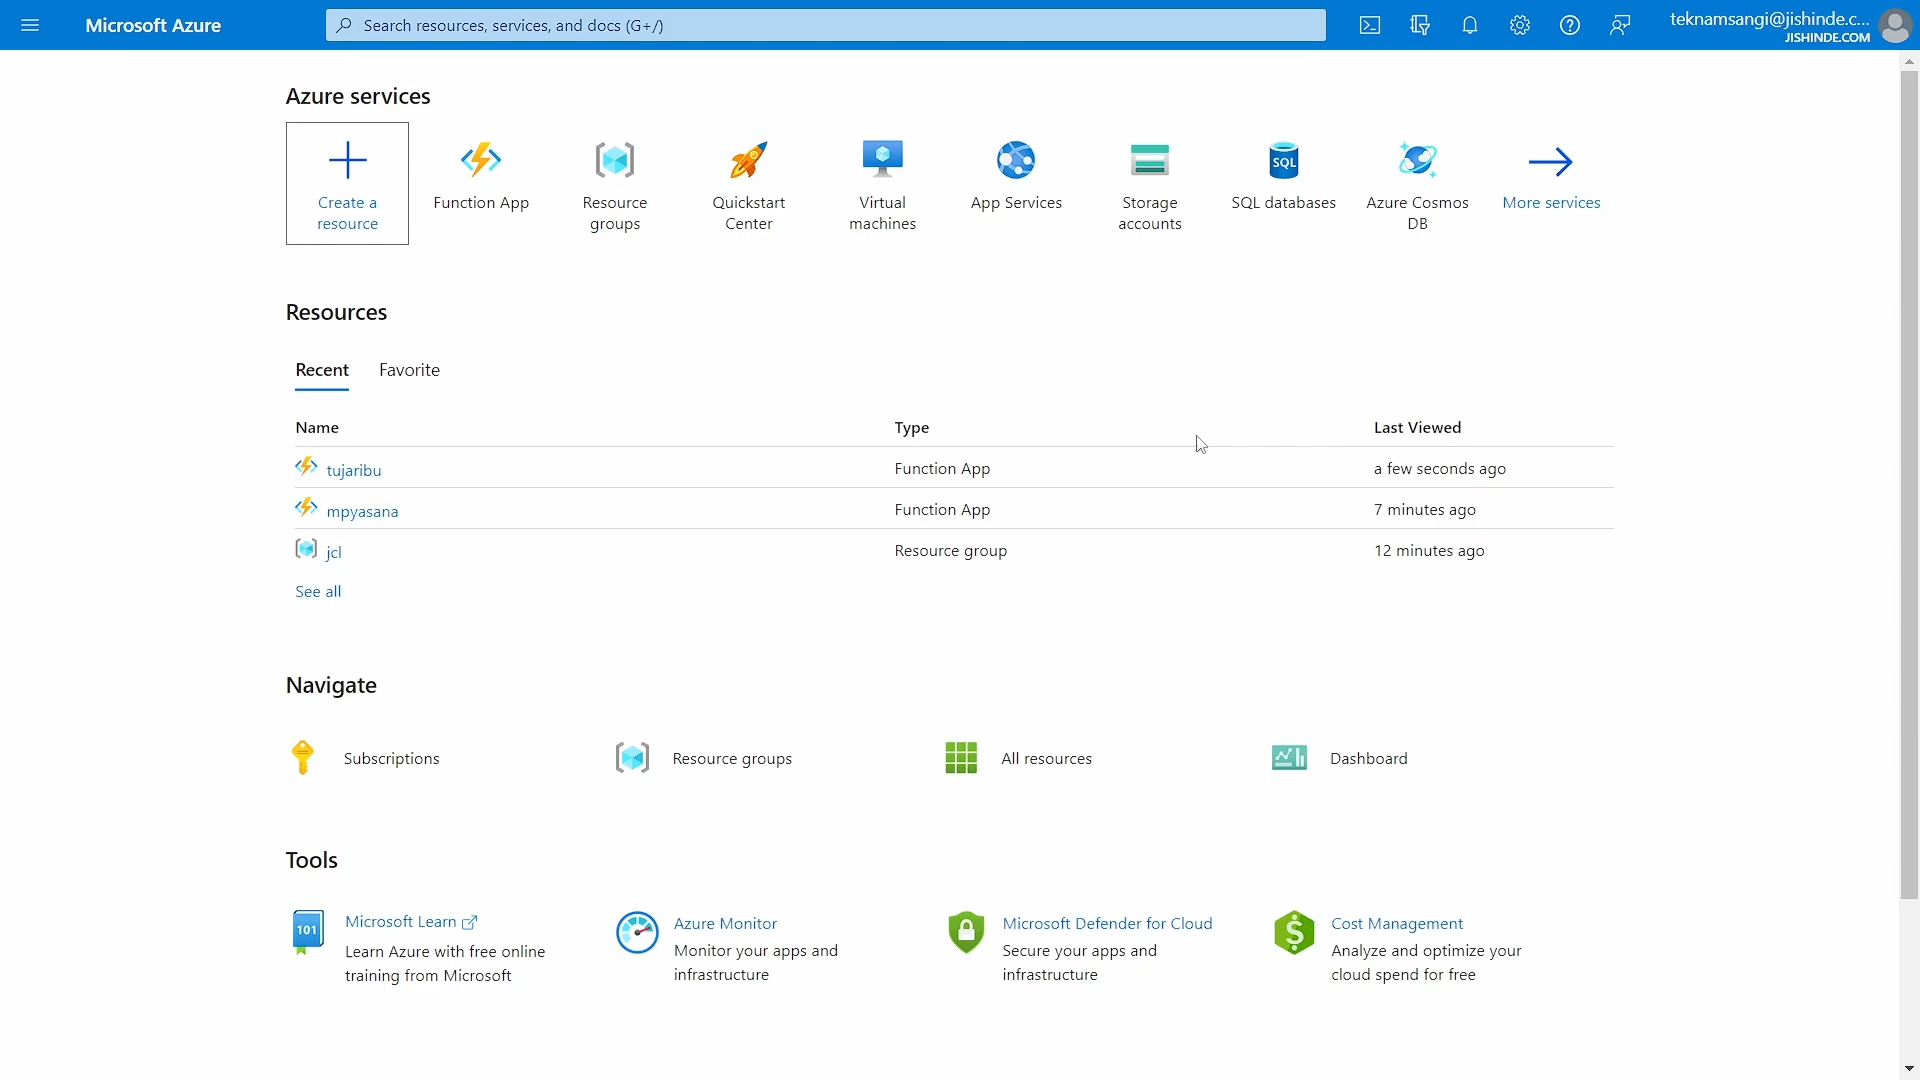 Microsoft Azure
Search resources, services, and docs (G+/)
teknamsangi@jishinde.c...
JISHINDE.COM
Azure services
Create a resource
Function App
Resource groups
Quickstart Center
Virtual machines
App Services
Storage accounts
SQL
SQL databases
Azure Cosmos DB
More services
Resources
Recent Favorite
Name Type Last Viewed
tujaribu Function App a few seconds ago
mpyasana Function App 7 minutes ago
jcl Resource group 12 minutes ago
See all
Navigate
Subscriptions Resource groups All resources Dashboard
Tools
101
Microsoft Learn
Learn Azure with free online
training from Microsoft
Azure Monitor
Monitor your apps and
infrastructure
Microsoft Defender for Cloud
Secure your apps and
infrastructure
Cost Management
Analyze and optimize your
cloud spend for free